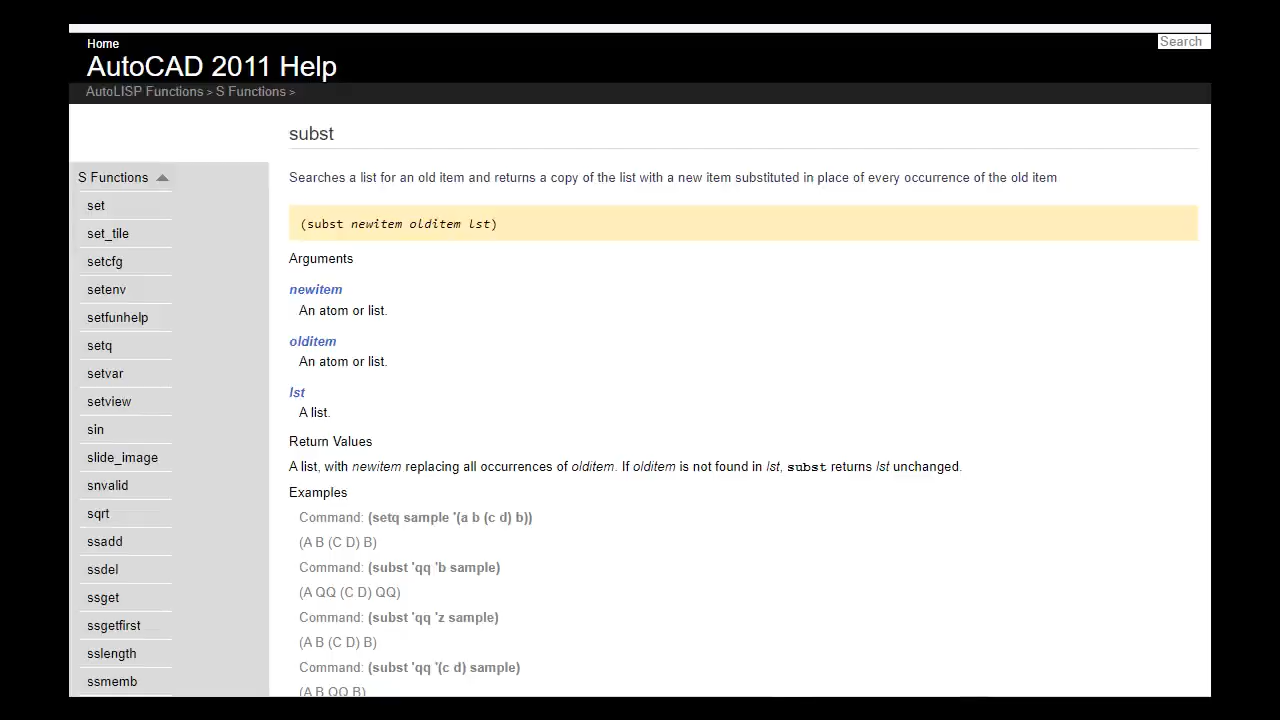 Home
Search
AutoCAD 2011 Help
AutoLISP Functions > S Functions >
subst
S Functions
set
set_tile
setcfg
setenv
setfunhelp
setq
setvar
setview
sin
slide_image
snvalid
sqrt
ssadd
ssdel
ssget
ssgetfirst
sslength
ssmemb
Searches a list for an old item and returns a copy of the list with a new item substituted in place of every occurrence of the old item
(subst newitem olditem lst)
Arguments
newitem
An atom or list.
olditem
An atom or list.
lst
A list.
Return Values
A list, with newitem replacing all occurrences of olditem. If olditem is not found in lst, subst returns lst unchanged.
Examples
Command: (setq sample '(a b (c d) b))
(A B (C D) B)
Command: (subst 'qq 'b sample)
(A QQ (C D) QQ)
Command: (subst 'qq 'z sample)
(A B (C D) B)
Command: (subst 'qq '(c d) sample)
(A B QQ B)